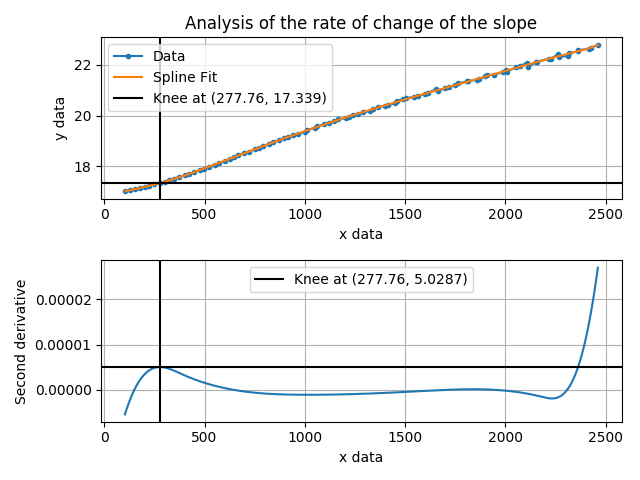 Analysis of the rate of change of the slope
Data
Spline Fit
Knee at (277.76, 17.339)
22
20
18
y data
0
500
1000
1500
2000
2500
x data
Knee at (277.76, 5.0287)
0.00002
0.00001
0.00000
Second derivative
0
500
1000
1500
2000
2500
x data